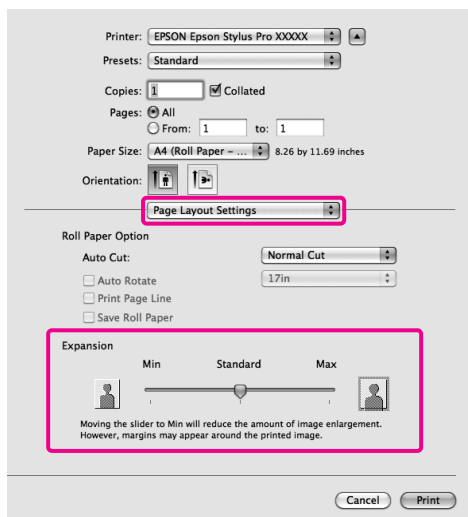 Printer: EPSON Epson Stylus Pro XXXXX
Presets: Standard
Copies: 1 Collated
Pages: All
From: 1 to: 1
Paper Size: A4 (Roll Paper – ... 8.26 by 11.69 inches
Orientation:
Page Layout Settings
Roll Paper Option
Auto Cut: Normal Cut
Auto Rotate 17in
Print Page Line
Save Roll Paper
Expansion
Min Standard Max
Moving the slider to Min will reduce the amount of image enlargement.
However, margins may appear around the printed image.
Cancel Print